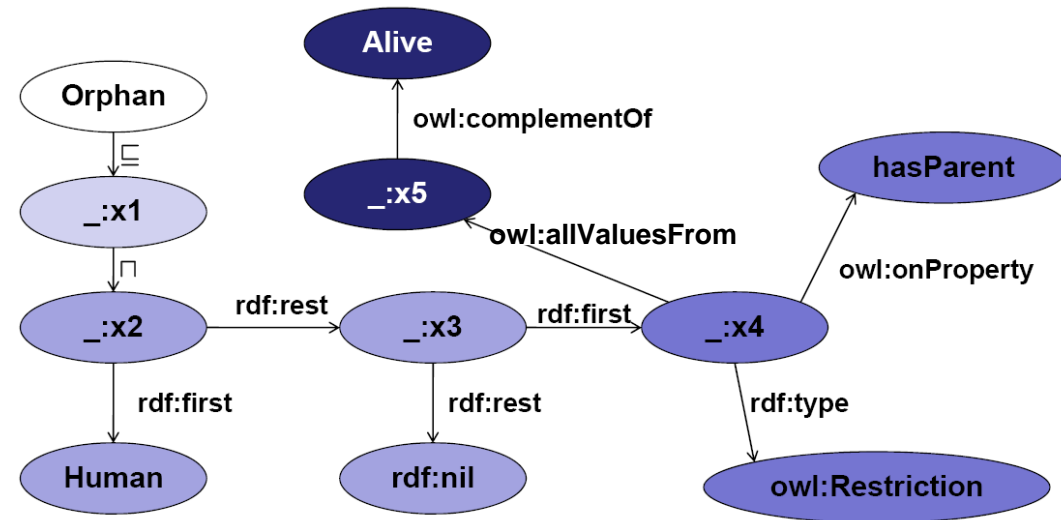 Alive
Orphan
owl:complementOf
⊑
hasParent
_:x1
_:x5
owl:allValuesFrom
⊓
owl:onProperty
rdf:rest
rdf:first
_:x2
_:x3
_:x4
rdf:first
rdf:rest
rdf:type
Human
rdf:nil
owl:Restriction